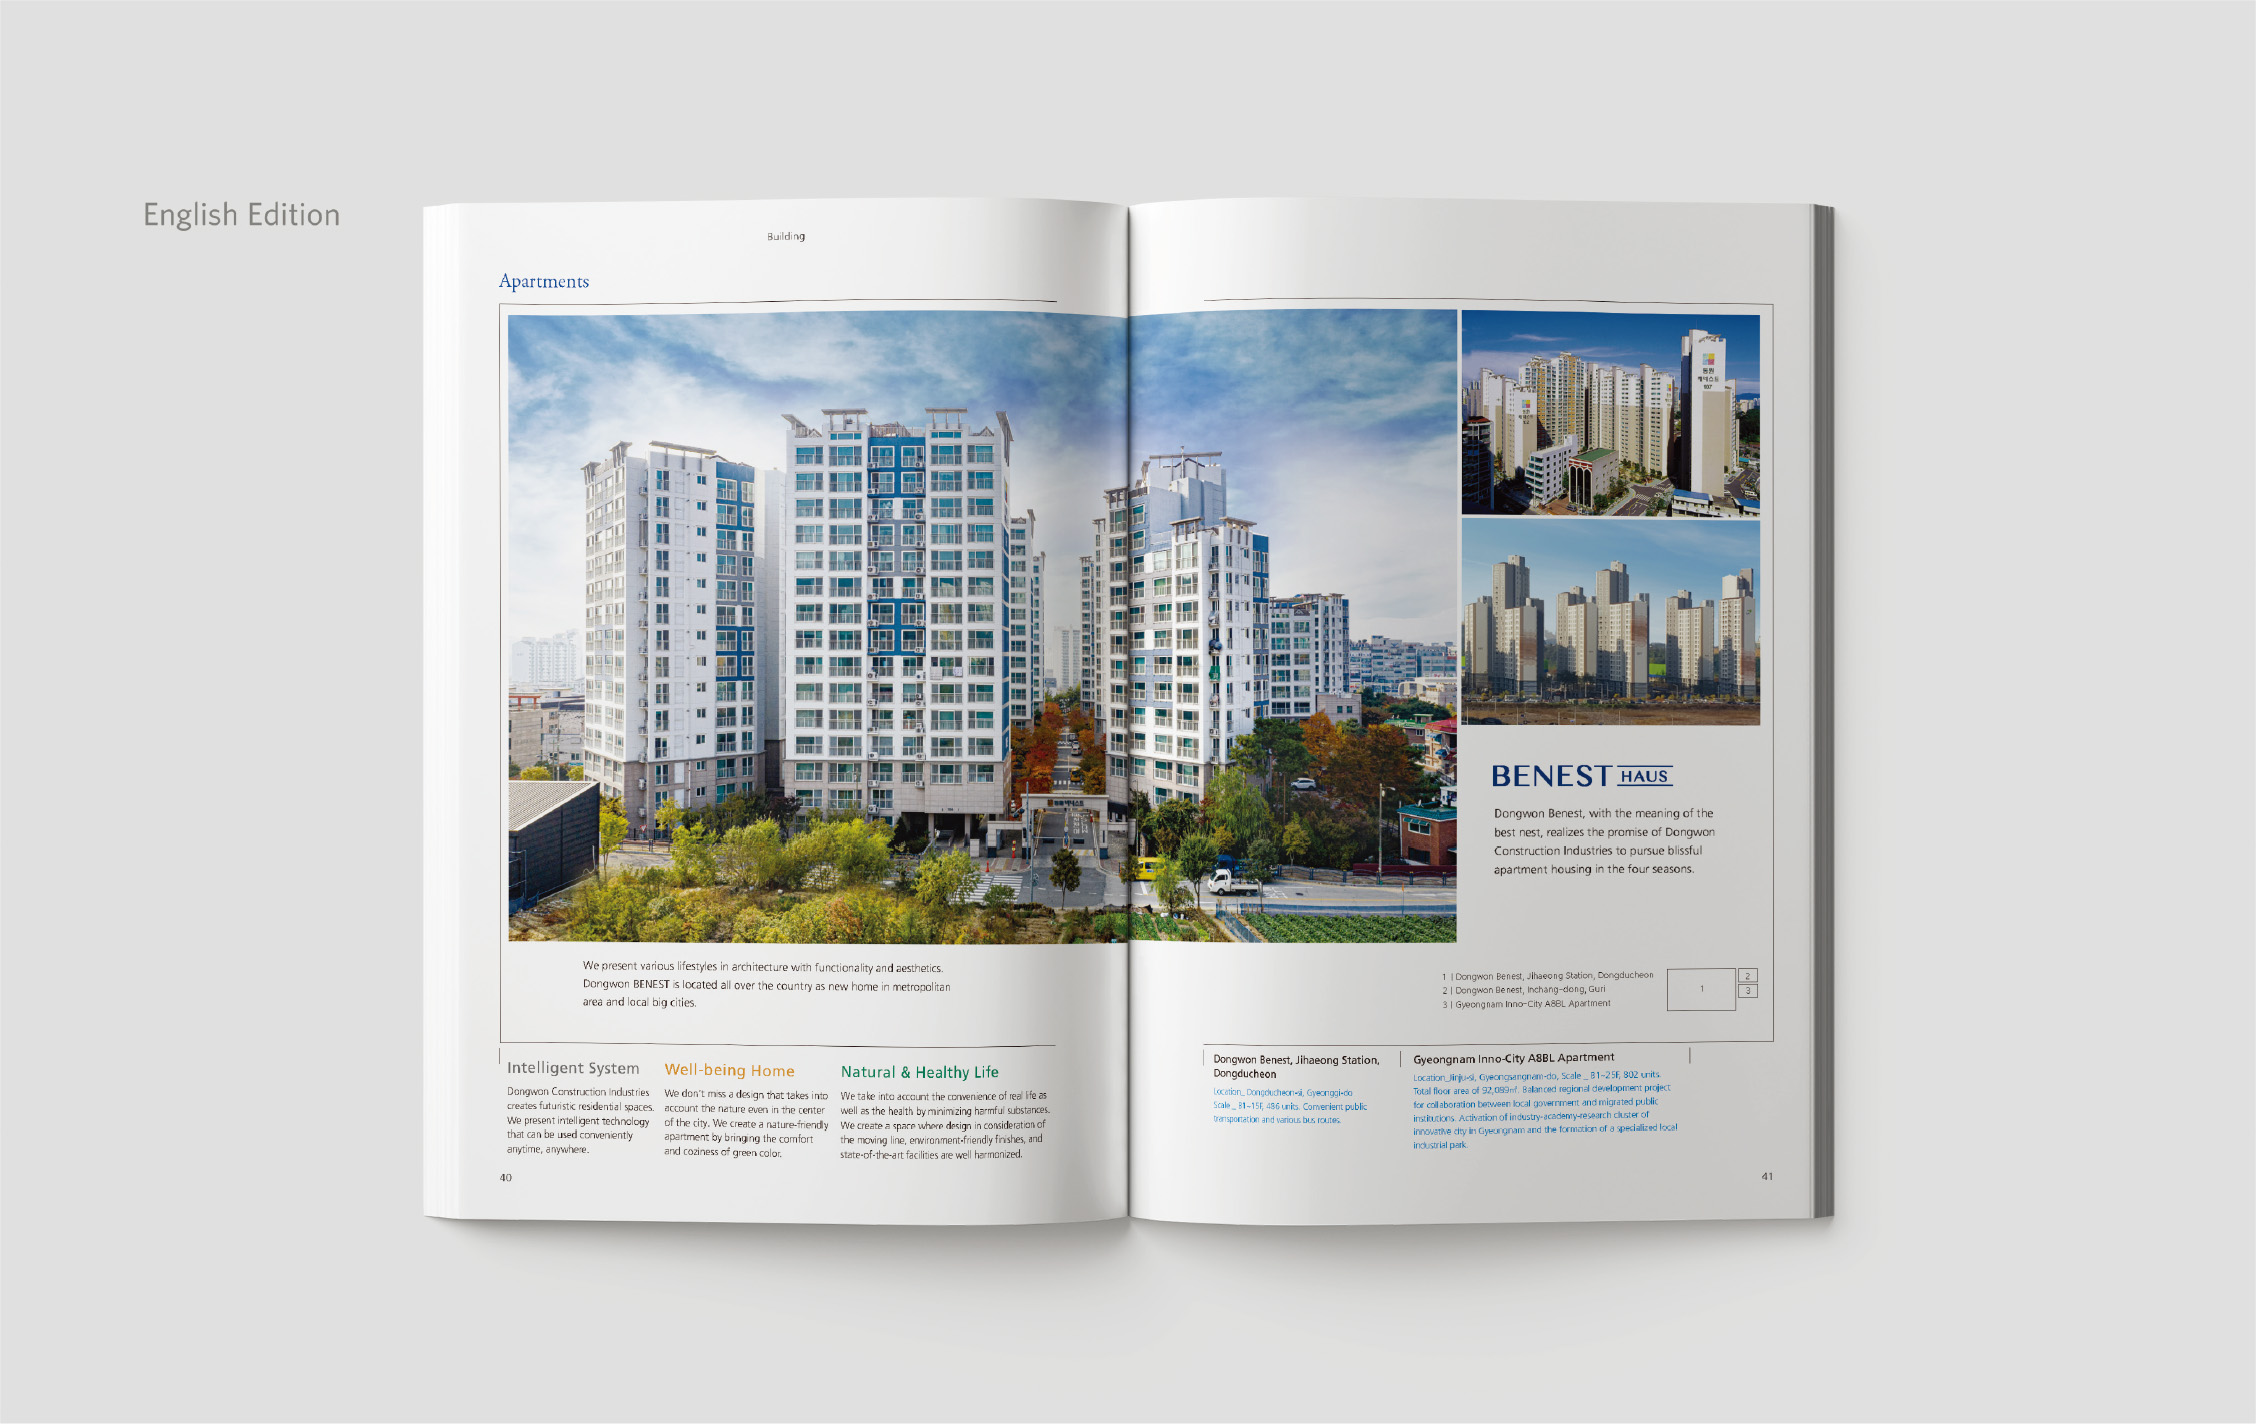 English Edition
Building
Apartments
We present various lifestyles in architecture with functionality and aesthetics.
Dongwon BENEST is located all over the country as new home in metropolitan
area and local big cities.
Intelligent System
Dongwon Construction Industries
creates futuristic residential spaces.
We present intelligent technology
that can be used conveniently
anytime, anywhere.
Well-being Home
We don't miss a design that takes into
account the nature even in the center
of the city. We create a nature-friendly
apartment by bringing the comfort
and coziness of green color.
Natural & Healthy Life
We take into account the convenience of real life as
well as the health by minimizing harmful substances.
We create a space where design in consideration of
the moving line, environment-friendly finishes, and
state-of-the-art facilities are well harmonized.
40
동원
베네스트
107
BENEST HAUS
Dongwon Benest, with the meaning of the
best nest, realizes the promise of Dongwon
Construction Industries to pursue blissful
apartment housing in the four seasons.
1 | Dongwon Benest, Jihaeong Station, Dongducheon
2 | Dongwon Benest, Inchang-dong, Guri
3 | Gyeongnam Inno-City A8BL Apartment
1
2
3
Dongwon Benest, Jihaeong Station,
Dongducheon
Location_ Dongducheon-si, Gyeonggi-do
Scale _ B1~15F, 486 units. Convenient public
transportation and various bus routes.
Gyeongnam Inno-City A8BL Apartment
Location_Jinju-si, Gyeongsangnam-do, Scale _ B1~25F, 802 units.
Total floor area of 92,089㎡. Balanced regional development project
for collaboration between local government and migrated public
institutions. Activation of industry-academy-research cluster of
innovative city in Gyeongnam and the formation of a specialized local
industrial park.
41